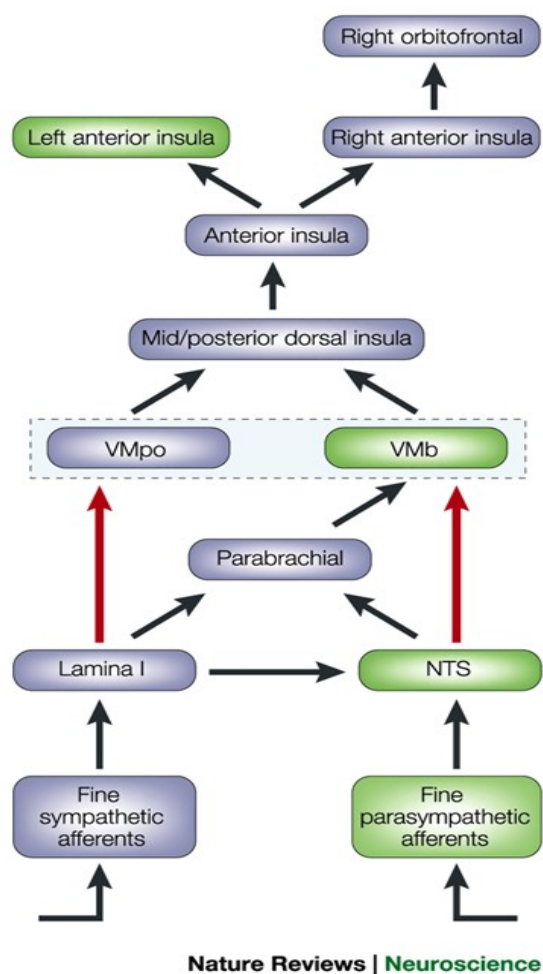 Right orbitofrontal
Left anterior insula
Right anterior insula
Anterior insula
Mid/posterior dorsal insula
VMpo
VMb
Parabrachial
Lamina I
NTS
Fine
sympathetic
afferents
Fine
parasympathetic
afferents
Nature Reviews | Neuroscience